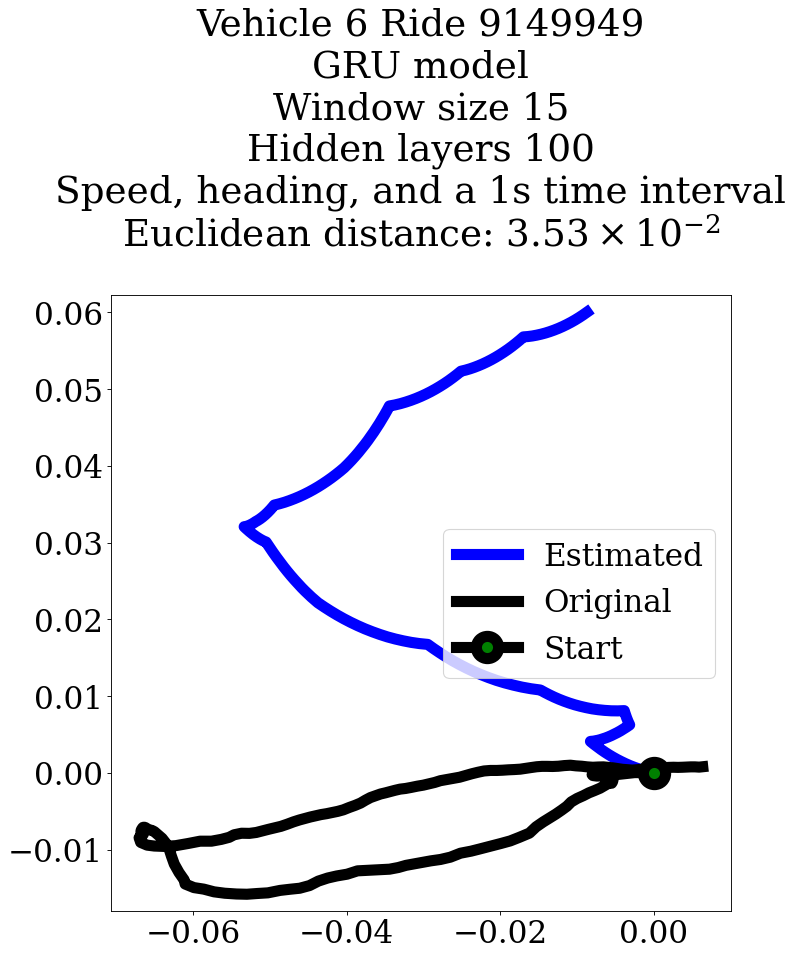 Vehicle 6 Ride 9149949
GRU model
Window size 15
Hidden layers 100
Speed, heading, and a 1s time interval
Euclidean distance: 3.53 × 10⁻²
0.06
0.05
0.04
0.03
0.02
0.01
0.00
−0.01
Estimated
Original
Start
−0.06
−0.04
−0.02
0.00